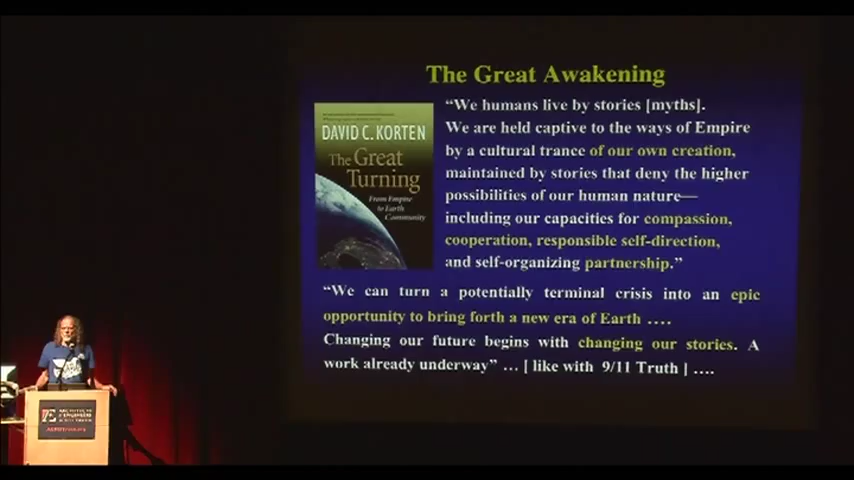 The Great Awakening
"We humans live by stories [myths].
We are held captive to the ways of Empire
by a cultural trance of our own creation,
maintained by stories that deny the higher
possibilities of our human nature—
including our capacities for compassion,
cooperation, responsible self-direction,
and self-organizing partnership."
DAVID C. KORTEN
The Great
Turning
From Empire
to Earth
Community
"We can turn a potentially terminal crisis into an epic
opportunity to bring forth a new era of Earth ....
Changing our future begins with changing our stories. A
work already underway" ... [ like with 9/11 Truth ] ....
ARCHITECTS
& ENGINEERS